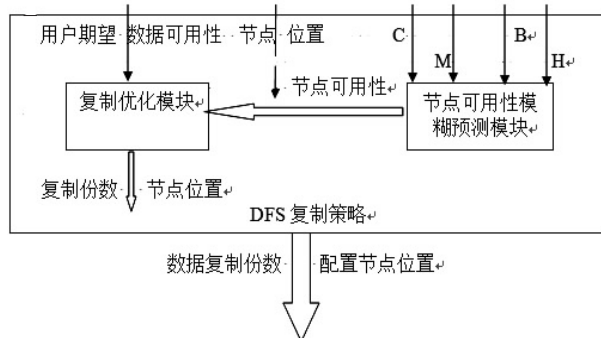 用户期望 数据可用性 节点 位置
C
B
M
H
节点可用性
复制优化模块
节点可用性模
糊预测模块
复制份数 节点位置
DFS 复制策略
数据复制份数 配置节点位置